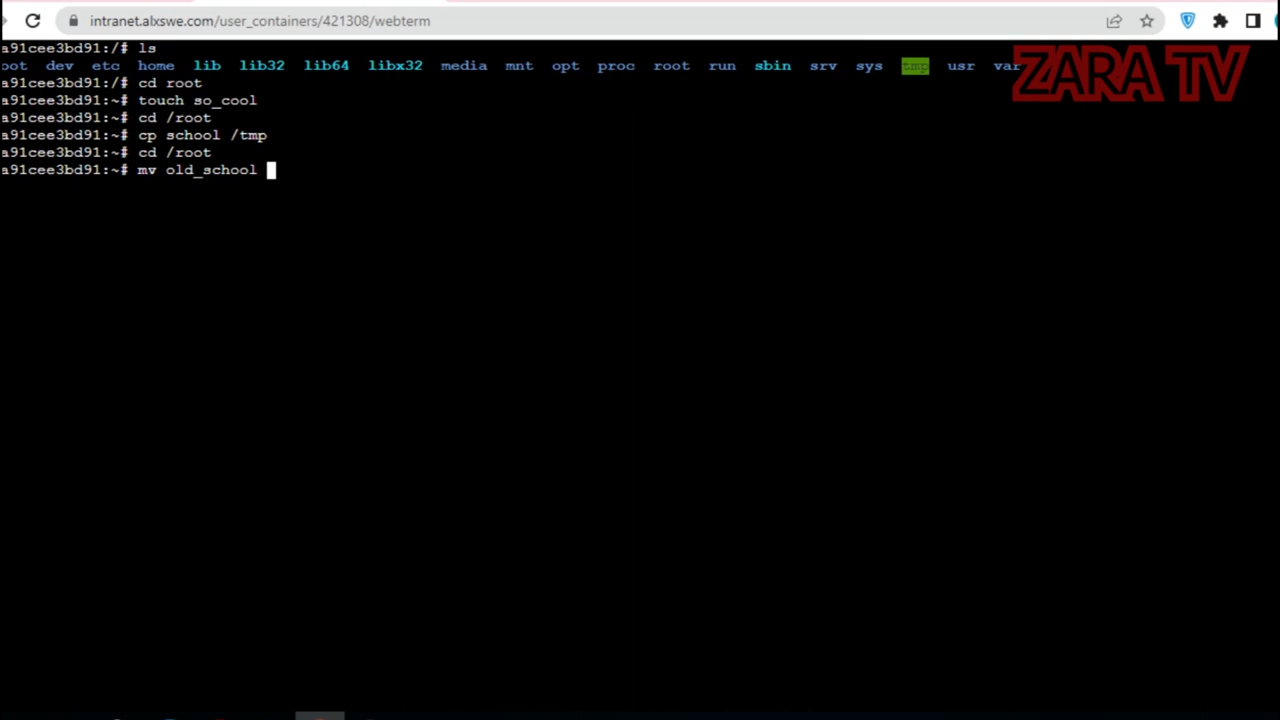 intranet.alxswe.com/user_containers/421308/webterm
a91cee3bd91:/# ls
oot dev etc home lib lib32 lib64 libx32 media mnt opt proc root run sbin srv sys tmp usr var
ZARA TV
a91cee3bd91:/# cd root
a91cee3bd91:~# touch so_cool
a91cee3bd91:~# cd /root
a91cee3bd91:~# cp school /tmp
a91cee3bd91:~# cd /root
a91cee3bd91:~# mv old_school